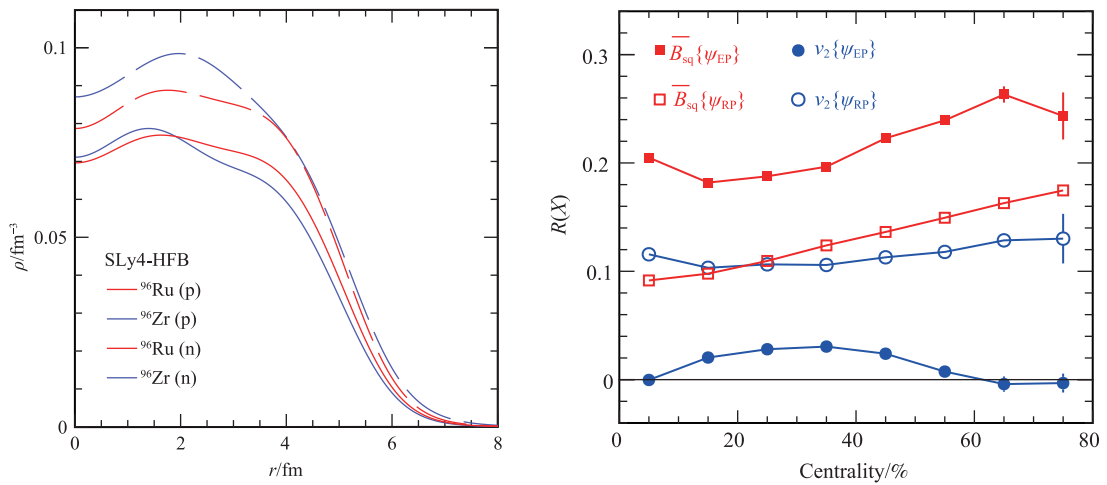 0.1
0.05
0
ρ/fm⁻³
SLy4-HFB
⁹⁶Ru (p)
⁹⁶Zr (p)
⁹⁶Ru (n)
⁹⁶Zr (n)
0
2
4
6
8
r/fm
0.3
0.2
0.1
0
R(X)
B̅sq{ψEP}
v₂{ψEP}
B̅sq{ψRP}
v₂{ψRP}
0
20
40
60
80
Centrality/%